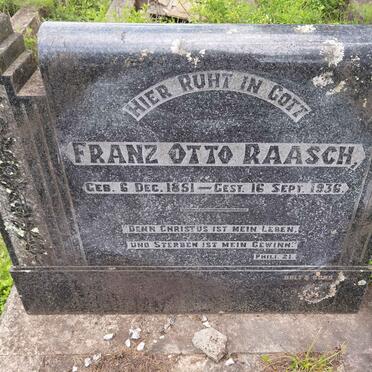 HIER RUHT IN GOTT
FRANZ OTTO RAASCH,
GEB. 6 DEC. 1861 — GEST. 16 SEPT. 1936
DENN CHRISTUS IST MEIN LEBEN,
UND STERBEN IST MEIN GEWINN.
PHILI. 21.